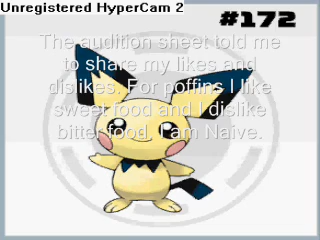 Unregistered HyperCam 2
#172
The audition sheet told me
to share my likes and
dislikes. For poffins I like
sweet food and I dislike
bitter food. I am Naive.